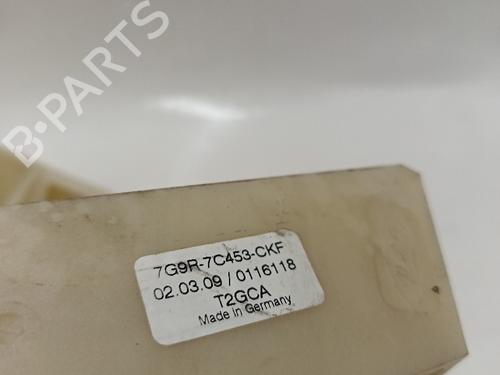 B-PARTS
7G9R-7C453-CKF
02.03.09 / 0116118
T2GCA
Made in Germany